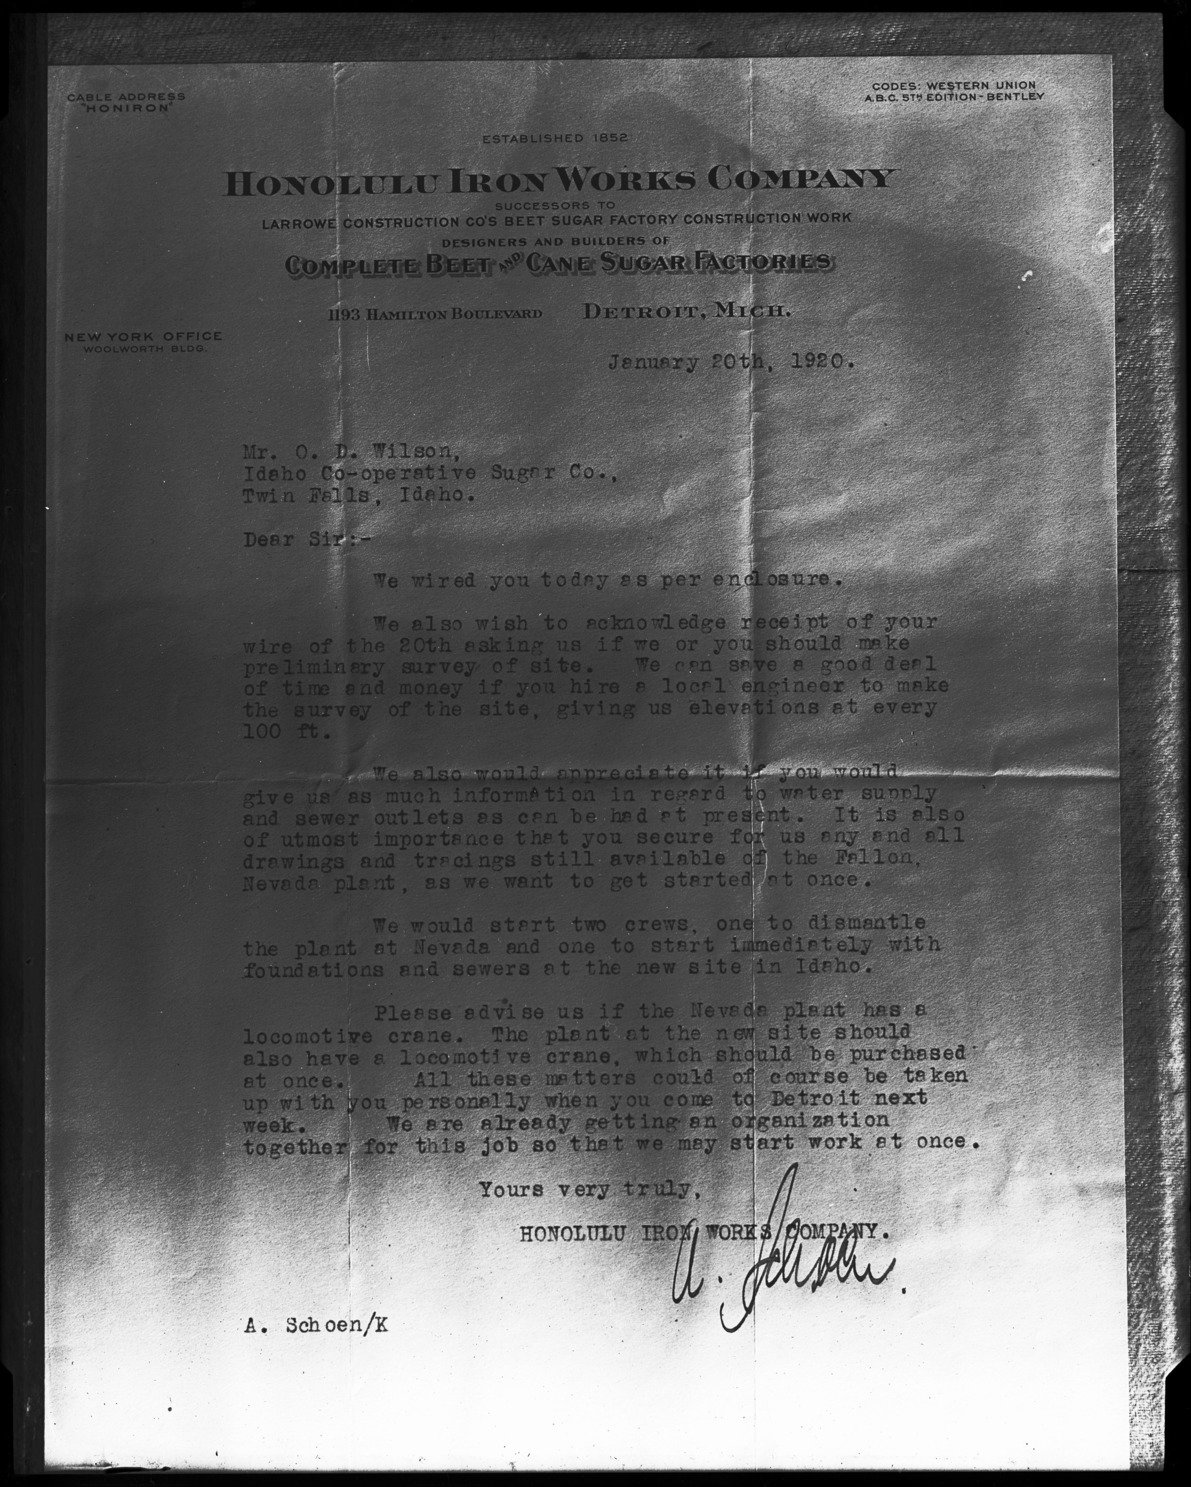 CABLE ADDRESS
"HONIRON"
CODES: WESTERN UNION
A.B.C. 5TH EDITION-BENTLEY
ESTABLISHED 1852
HONOLULU IRON WORKS COMPANY
SUCCESSORS TO
LARROWE CONSTRUCTION CO'S BEET SUGAR FACTORY CONSTRUCTION WORK
DESIGNERS AND BUILDERS OF
COMPLETE BEET AND CANE SUGAR FACTORIES
1193 HAMILTON BOULEVARD DETROIT, MICH.
NEW YORK OFFICE
WOOLWORTH BLDG.
January 20th, 1920.
Mr. O. D. Wilson,
Idaho Co-operative Sugar Co.,
Twin Falls, Idaho.
Dear Sir:-
We wired you today as per enclosure.
We also wish to acknowledge receipt of your
wire of the 20th asking us if we or you should make
preliminary survey of site. We can save a good deal
of time and money if you hire a local engineer to make
the survey of the site, giving us elevations at every
100 ft.
We also would appreciate it if you would
give us as much information in regard to water supply
and sewer outlets as can be had at present. It is also
of utmost importance that you secure for us any and all
drawings and tracings still available of the Fallon,
Nevada plant, as we want to get started at once.
We would start two crews, one to dismantle
the plant at Nevada and one to start immediately with
foundations and sewers at the new site in Idaho.
Please advise us if the Nevada plant has a
locomotive crane. The plant at the new site should
also have a locomotive crane, which should be purchased
at once. All these matters could of course be taken
up with you personally when you come to Detroit next
week. We are already getting an organization
together for this job so that we may start work at once.
Yours very truly,
HONOLULU IRON WORKS COMPANY.
A. Schoen.
A. Schoen/K